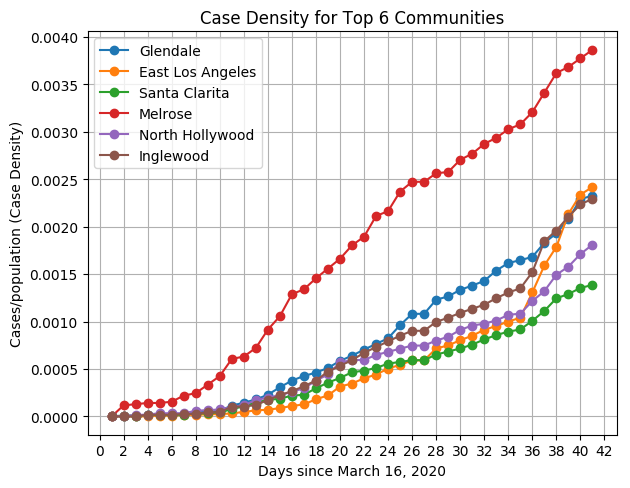 Case Density for Top 6 Communities
Glendale
East Los Angeles
Santa Clarita
Melrose
North Hollywood
Inglewood
Cases/population (Case Density)
0.0040
0.0035
0.0030
0.0025
0.0020
0.0015
0.0010
0.0005
0.0000
0 2 4 6 8 10 12 14 16 18 20 22 24 26 28 30 32 34 36 38 40 42
Days since March 16, 2020